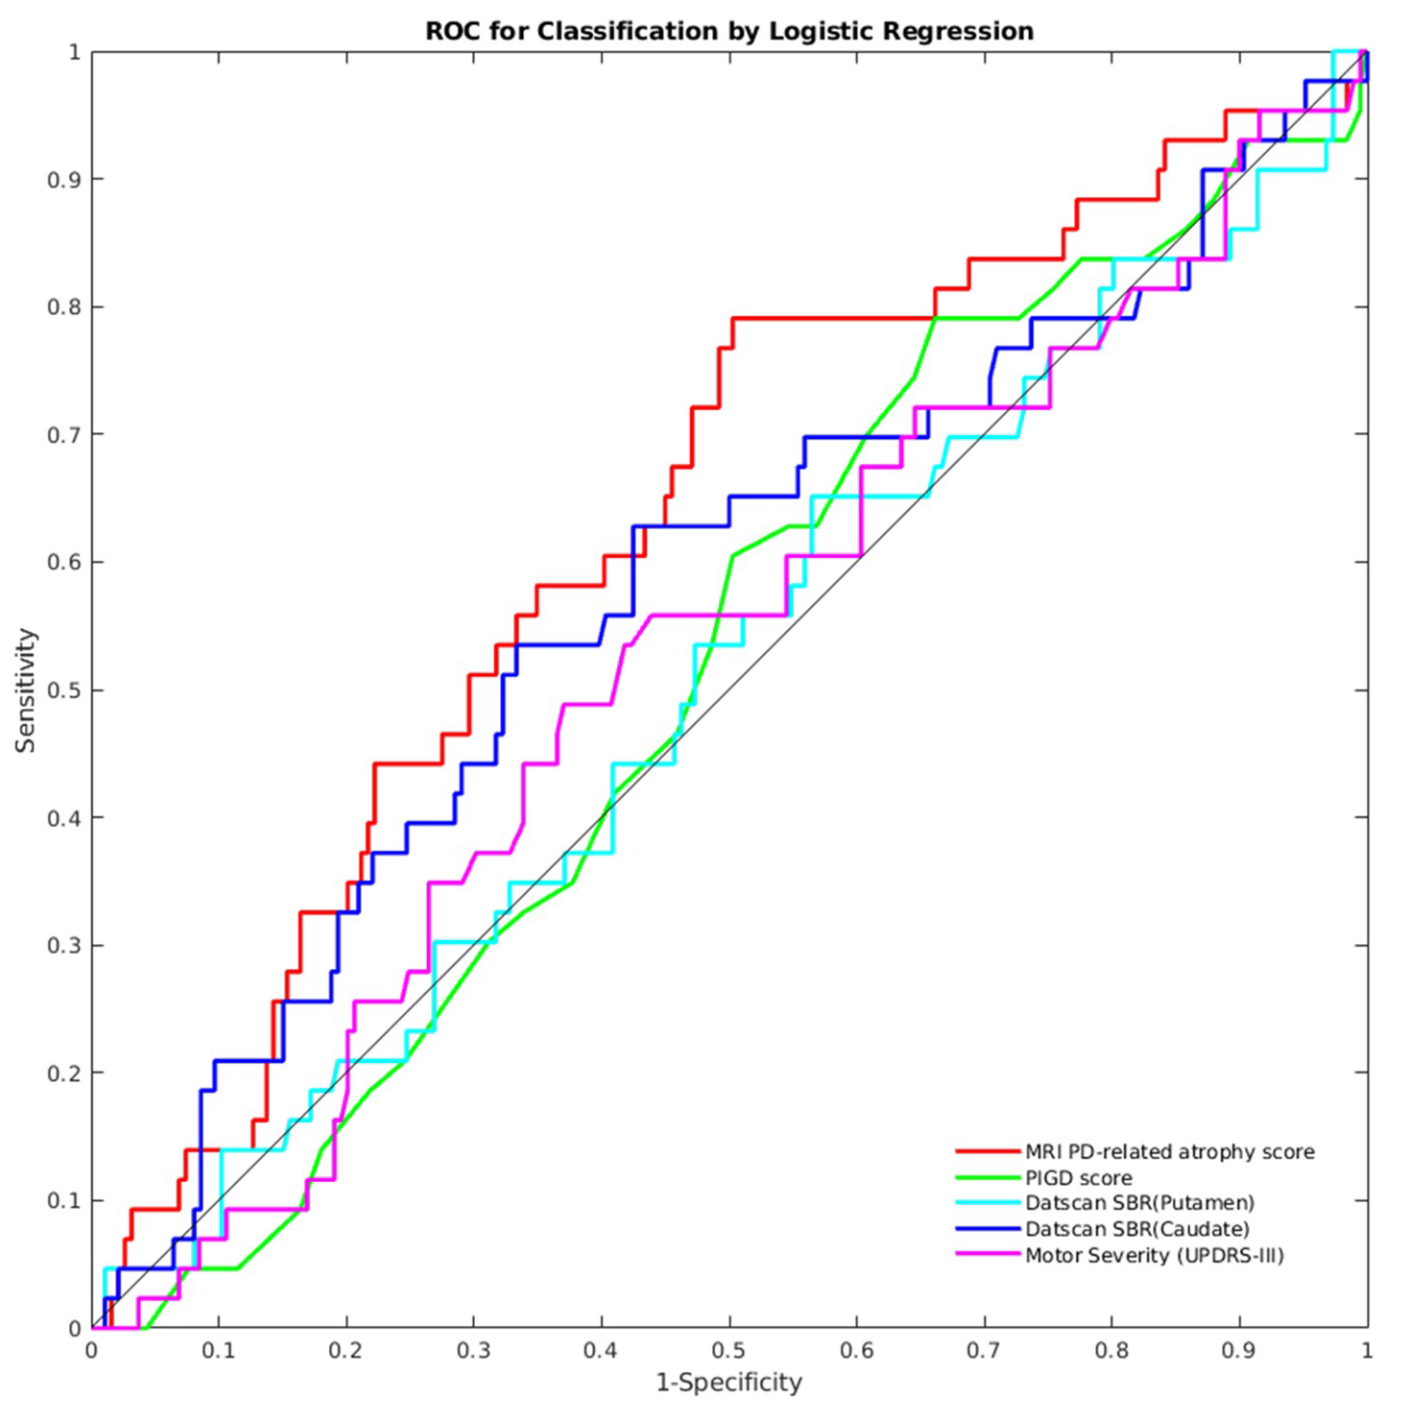 ROC for Classification by Logistic Regression
1
0.9
0.8
0.7
0.6
0.5
0.4
0.3
0.2
0.1
0
Sensitivity
MRI PD-related atrophy score
PIGD score
Datscan SBR(Putamen)
Datscan SBR(Caudate)
Motor Severity (UPDRS-III)
0 0.1 0.2 0.3 0.4 0.5 0.6 0.7 0.8 0.9 1
1-Specificity